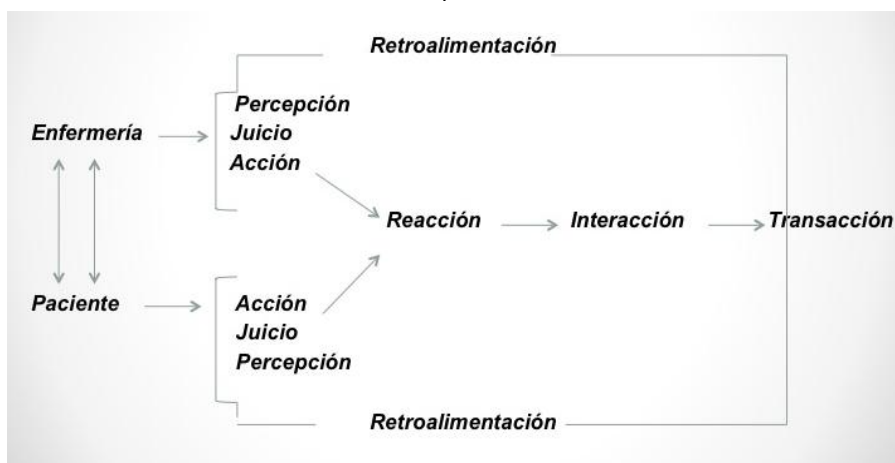 Retroalimentación
Percepción
Enfermería
Juicio
Acción
Reacción
Interacción
Transacción
Paciente
Acción
Juicio
Percepción
Retroalimentación